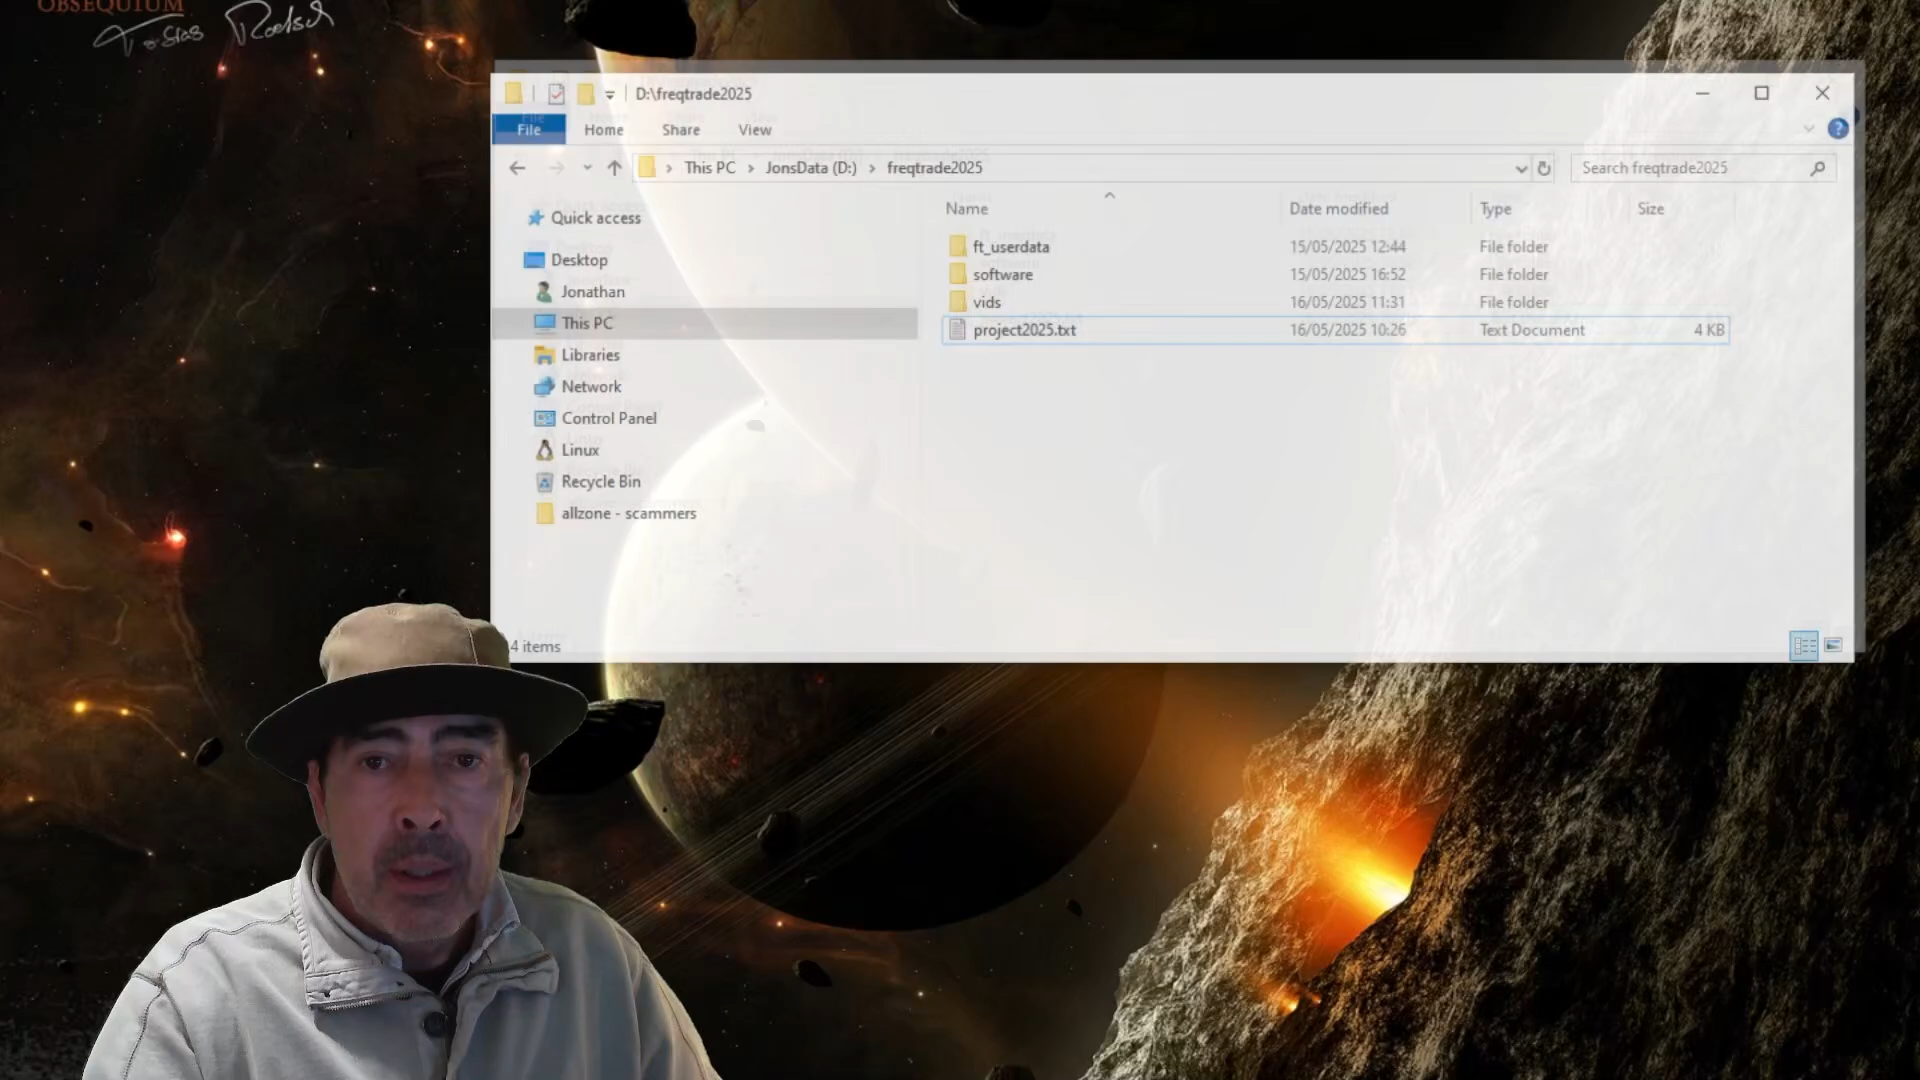 OBSEQUIUM
Tobias Roetsch
D:\freqtrade2025
File Home Share View
This PC JonsData (D:) freqtrade2025 Search freqtrade2025
Name Date modified Type Size
Quick access
Desktop
Jonathan
This PC
Libraries
Network
Control Panel
Linux
Recycle Bin
allzone - scammers
ft_userdata 15/05/2025 12:44 File folder
software 15/05/2025 16:52 File folder
vids 16/05/2025 11:31 File folder
project2025.txt 16/05/2025 10:26 Text Document 4 KB
4 items